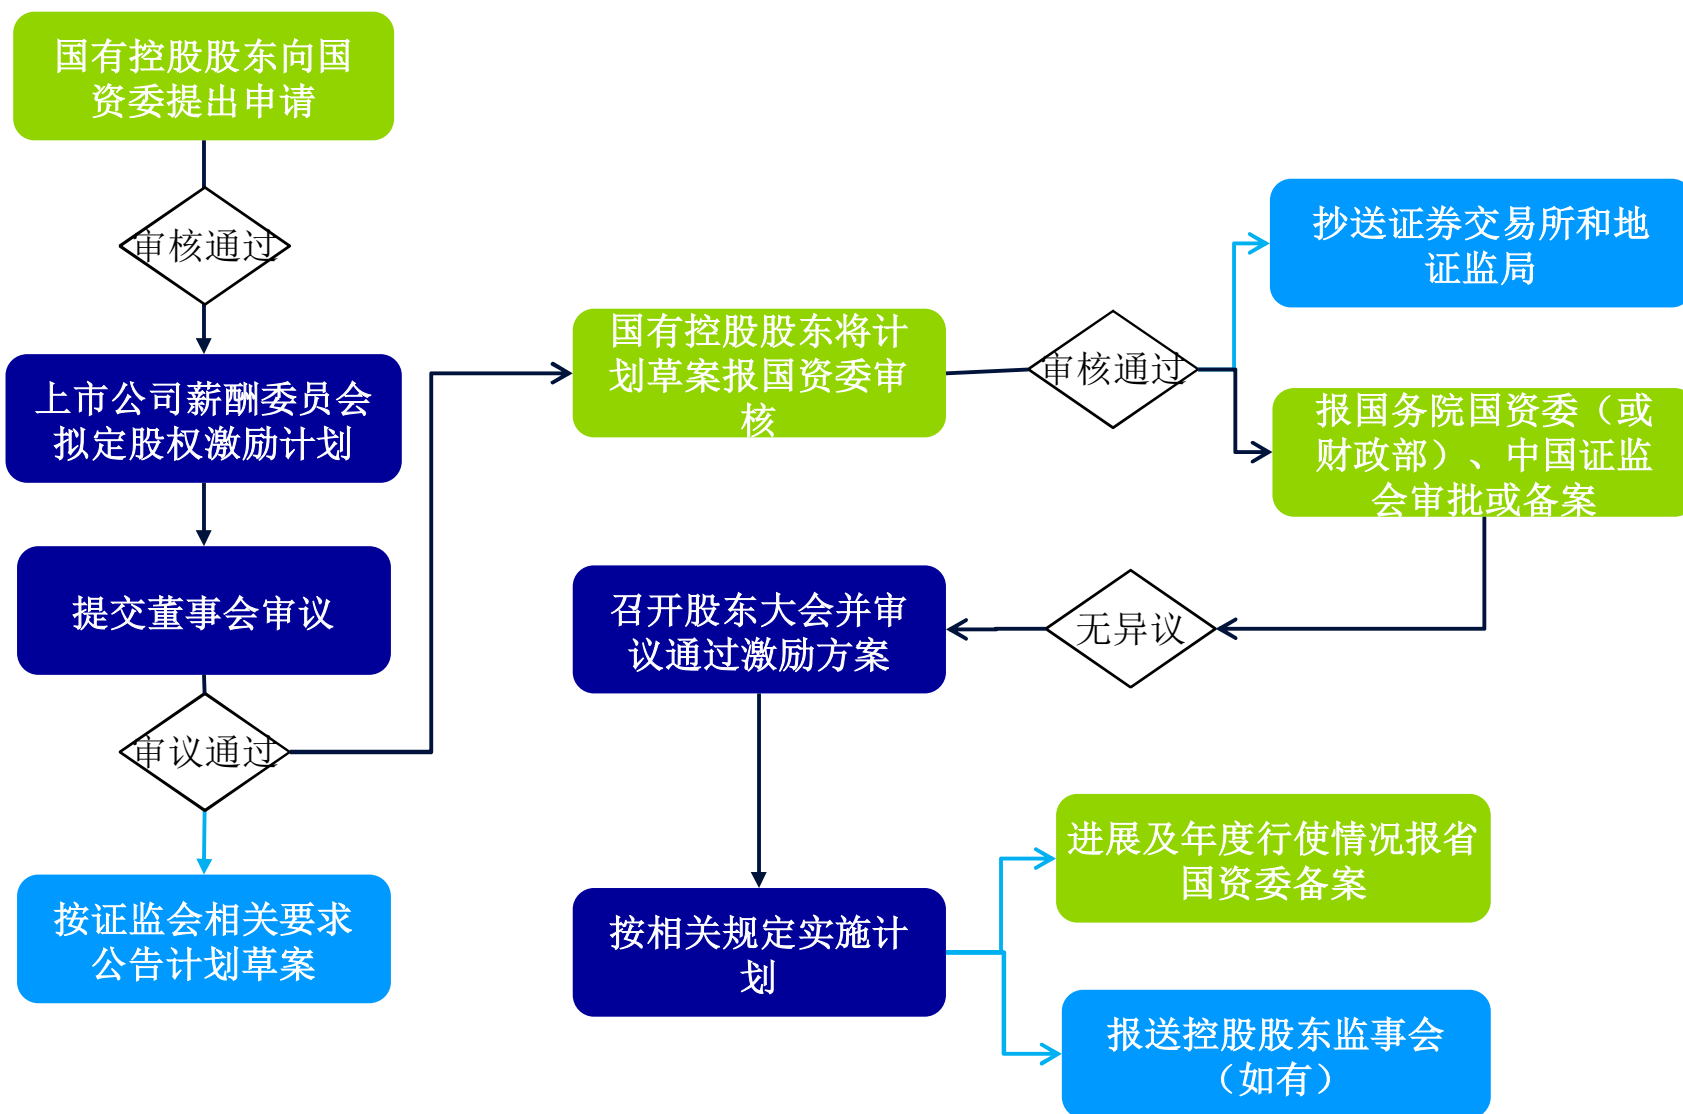 国有控股股东向国
资委提出申请
审核通过
上市公司薪酬委员会
拟定股权激励计划
提交董事会审议
审议通过
按证监会相关要求
公告计划草案
国有控股股东将计
划草案报国资委审
核
审核通过
抄送证券交易所和地
证监局
报国务院国资委（或
财政部）、中国证监
会审批或备案
无异议
召开股东大会并审
议通过激励方案
按相关规定实施计
划
进展及年度行使情况报省
国资委备案
报送控股股东监事会
（如有）